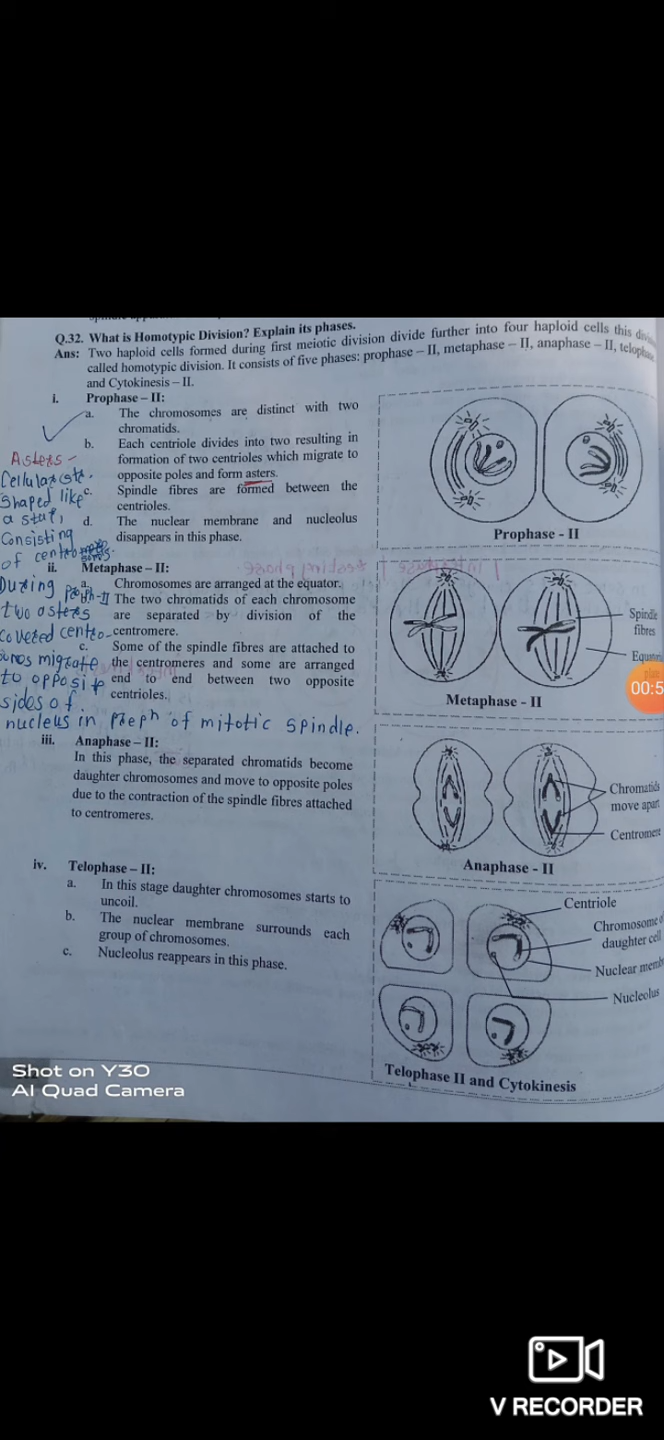 Q.32. What is Homotypic Division? Explain its phases.
Ans: Two haploid cells formed during first meiotic division divide further into four haploid cells this
called homotypic division. It consists of five phases: prophase – II, metaphase – II, anaphase – II,
and Cytokinesis – II.
i. Prophase – II:
a. The chromosomes are distinct with two
chromatids.
b. Each centriole divides into two resulting in
formation of two centrioles which migrate to
opposite poles and form asters.
c. Spindle fibres are formed between the
centrioles.
d. The nuclear membrane and nucleolus
disappears in this phase.
Asters -
Cellular str.
shaped like
a star,
Consisting
of
Prophase - II
ii. Metaphase – II:
a. Chromosomes are arranged at the equator.
b. The two chromatids of each chromosome
are separated by division of the
centromere.
c. Some of the spindle fibres are attached to
the centromeres and some are arranged
end to end between two opposite
centrioles.
During proph-II
two asters
covered centro-
somes migrate
to opposite
sides of
nucleus in preph of mitotic spindle.
Spindle
fibres
00:5
Metaphase - II
iii. Anaphase – II:
In this phase, the separated chromatids become
daughter chromosomes and move to opposite poles
due to the contraction of the spindle fibres attached
to centromeres.
Chromatids
move apart
Centromere
Anaphase - II
iv. Telophase – II:
a. In this stage daughter chromosomes starts to
uncoil.
b. The nuclear membrane surrounds each
group of chromosomes.
c. Nucleolus reappears in this phase.
Centriole
Chromosome
daughter cell
Nuclear
Nucleolus
Telophase II and Cytokinesis
Shot on Y30
AI Quad Camera
V RECORDER